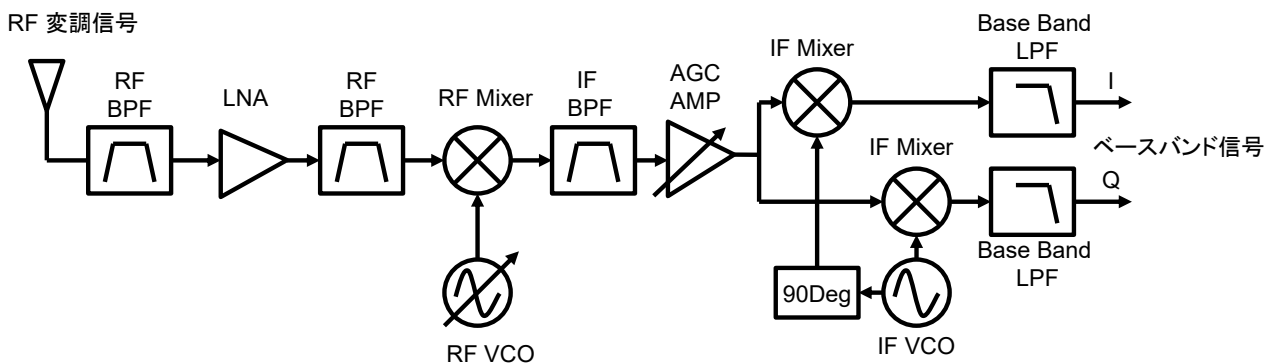 RF 変調信号
RF
BPF
LNA
RF
BPF
RF Mixer
RF VCO
IF
BPF
AGC
AMP
IF Mixer
IF Mixer
90Deg
IF VCO
Base Band
LPF
I
ベースバンド信号
Q
Base Band
LPF